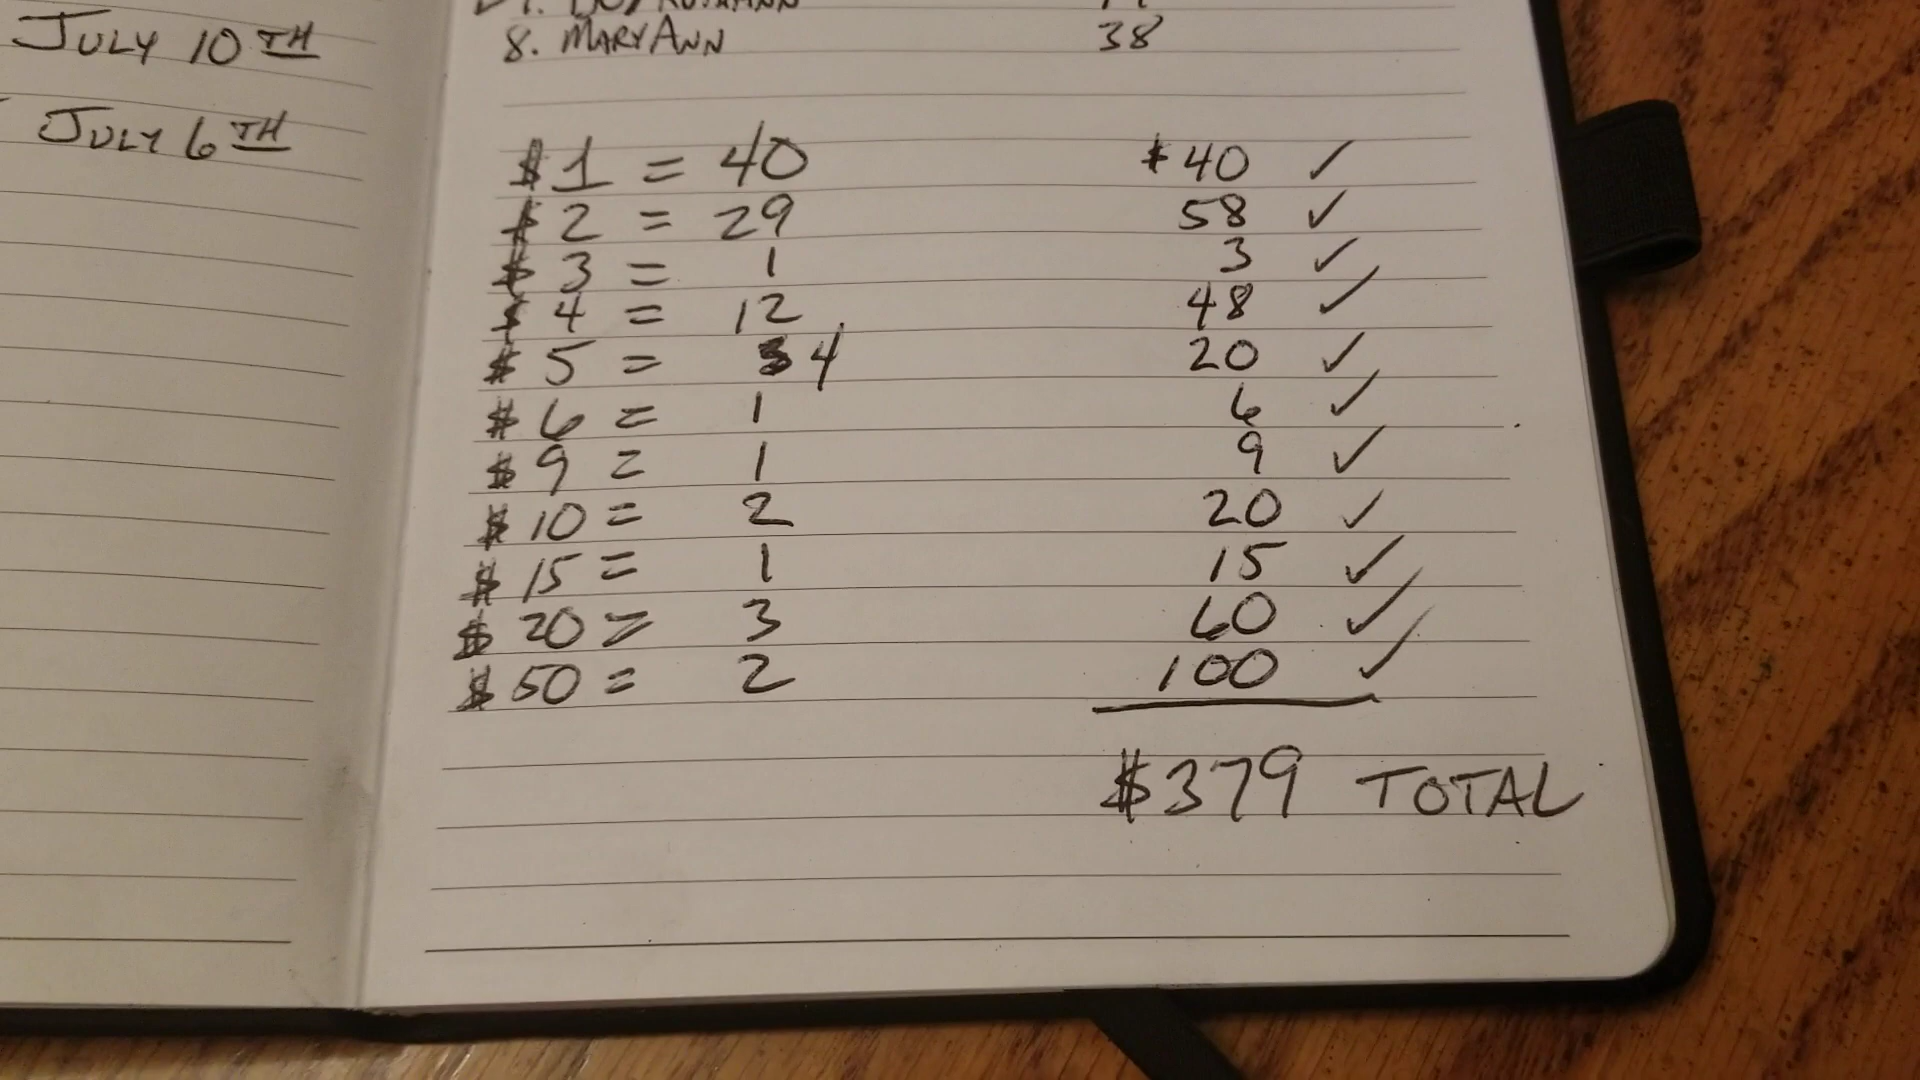 JULY 10TH
JULY 6TH
8. MARYANN 38
$1 = 40 $40 ✓
$2 = 29 58 ✓
$3 = 1 3 ✓
$4 = 12 48 ✓
$5 = 4 20 ✓
$6 = 1 6 ✓
$9 = 1 9 ✓
$10 = 2 20 ✓
$15 = 1 15 ✓
$20 = 3 60 ✓
$50 = 2 100 ✓
$379 TOTAL